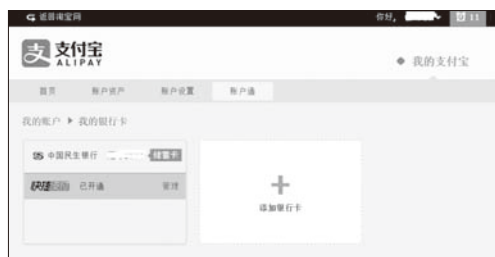 返回淘宝网
你好,
11
支付宝
ALIPAY
我的支付宝
首页 账户资产 账户设置 账户通
我的账户 ▶ 我的银行卡
中国民生银行 储蓄卡
快捷 已开通 管理
添加银行卡